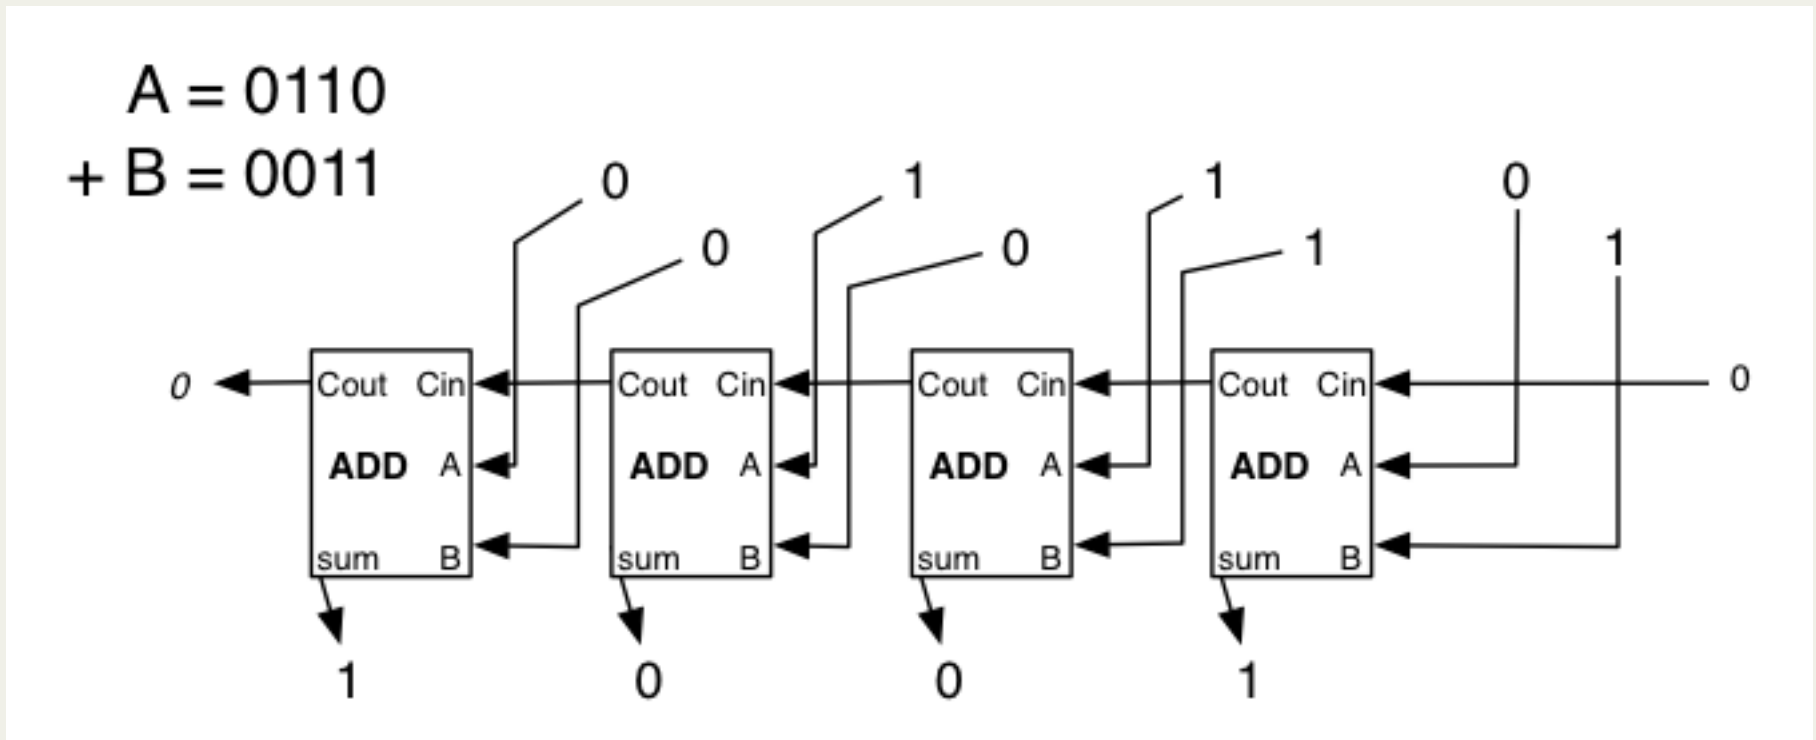 A = 0110
+ B = 0011
0 1 1 0
0 0 1 1
0 Cout Cin Cout Cin Cout Cin Cout Cin 0
ADD A ADD A ADD A ADD A
sum B sum B sum B sum B
1 0 0 1